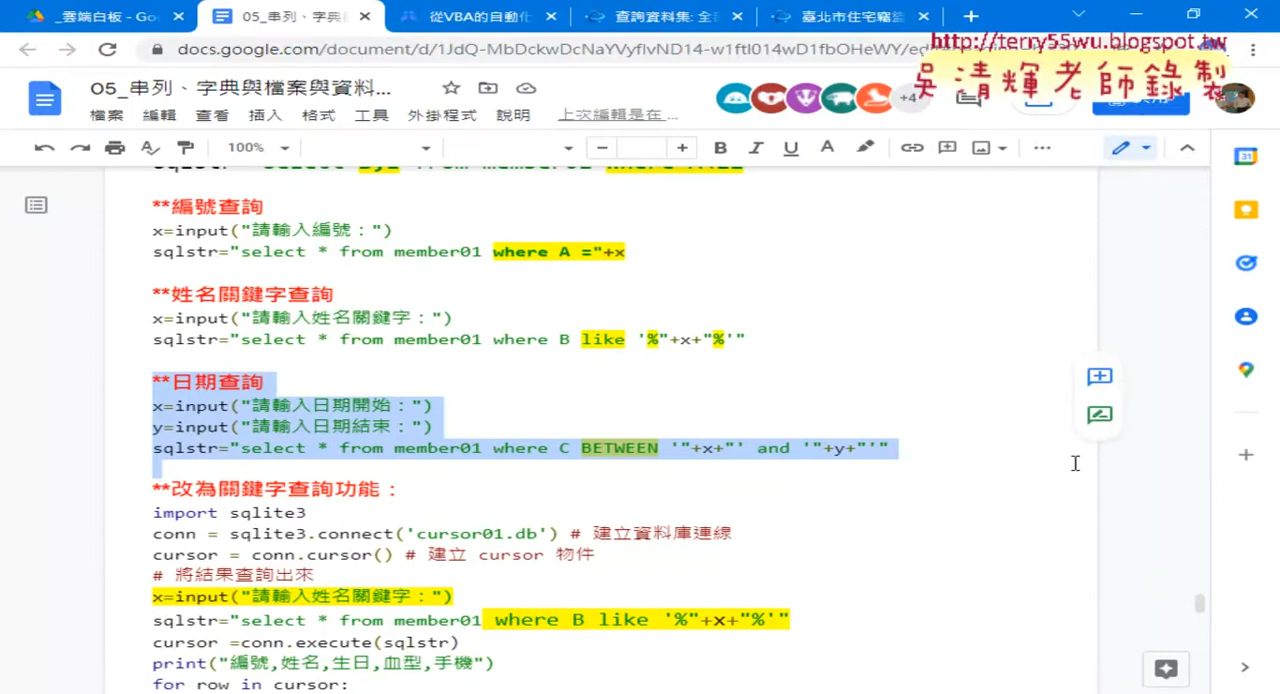 _雲端白板 - Goo
05_串列、字典
從VBA的自動化
查詢資料集: 全
臺北市住宅竊盜
docs.google.com/document/d/1JdQ-MbDckwDcNaYVyflvND14-w1ftl014wD1fbOHeWY/ed
http://terry55wu.blogspot.tw
吳清輝老師錄製
05_串列、字典與檔案與資料...
+4
檔案 編輯 查看 插入 格式 工具 外掛程式 說明 上次編輯是在 ...
100%
B I U A
**編號查詢
x=input("請輸入編號：")
sqlstr="select * from member01 where A ="+x
**姓名關鍵字查詢
x=input("請輸入姓名關鍵字：")
sqlstr="select * from member01 where B like '%"+x+"%'"
**日期查詢
x=input("請輸入日期開始：")
y=input("請輸入日期結束：")
sqlstr="select * from member01 where C BETWEEN '"+x+"' and '"+y+"'"
**改為關鍵字查詢功能：
import sqlite3
conn = sqlite3.connect('cursor01.db') # 建立資料庫連線
cursor = conn.cursor() # 建立 cursor 物件
# 將結果查詢出來
x=input("請輸入姓名關鍵字：")
sqlstr="select * from member01 where B like '%"+x+"%'"
cursor =conn.execute(sqlstr)
print("編號,姓名,生日,血型,手機")
for row in cursor: